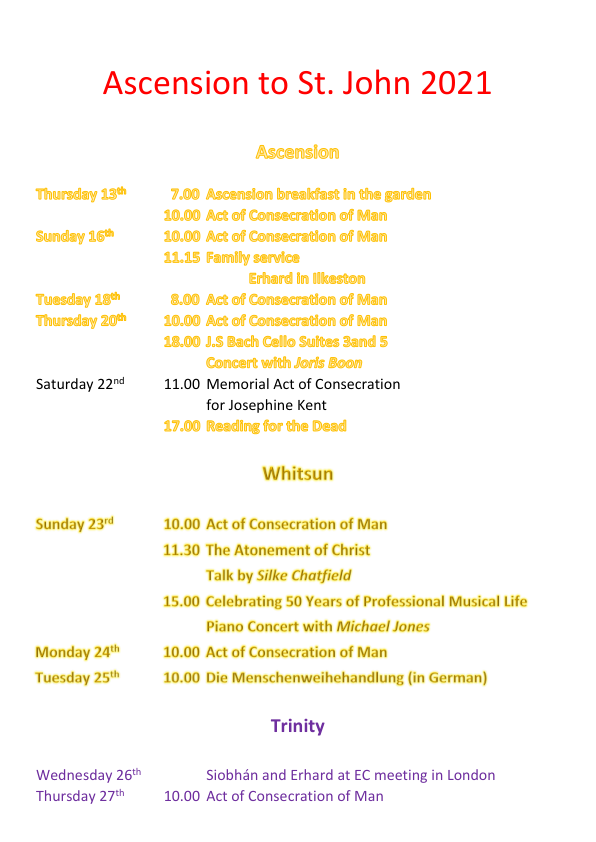 Ascension to St. John 2021
Ascension
Thursday 13th 7.00 Ascension breakfast in the garden
10.00 Act of Consecration of Man
Sunday 16th 10.00 Act of Consecration of Man
11.15 Family service
Erhard in Ilkeston
Tuesday 18th 8.00 Act of Consecration of Man
Thursday 20th 10.00 Act of Consecration of Man
18.00 J.S Bach Cello Suites 3and 5
Concert with Joris Boon
Saturday 22nd 11.00 Memorial Act of Consecration
for Josephine Kent
17.00 Reading for the Dead
Whitsun
Sunday 23rd 10.00 Act of Consecration of Man
11.30 The Atonement of Christ
Talk by Silke Chatfield
15.00 Celebrating 50 Years of Professional Musical Life
Piano Concert with Michael Jones
Monday 24th 10.00 Act of Consecration of Man
Tuesday 25th 10.00 Die Menschenweihehandlung (in German)
Trinity
Wednesday 26th Siobhán and Erhard at EC meeting in London
Thursday 27th 10.00 Act of Consecration of Man